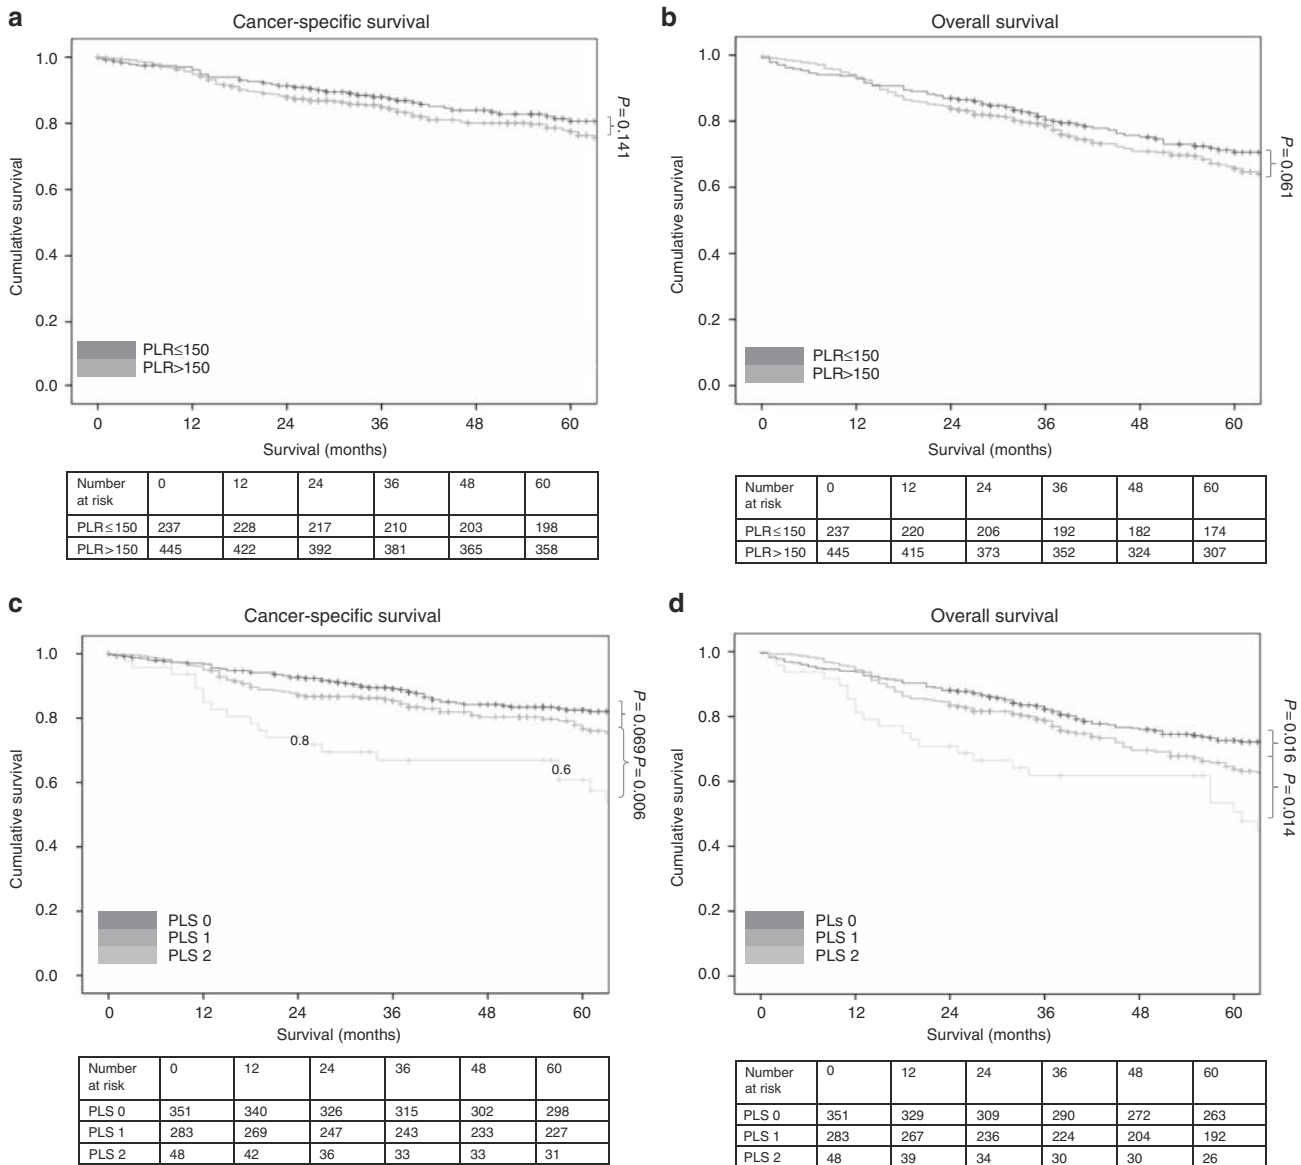 a
Cancer-specific survival
1.0
0.8
0.6
0.4
0.2
0.0
Cumulative survival
PLR≤150
PLR>150
P=0.141
0 12 24 36 48 60
Survival (months)
Number at risk 0 12 24 36 48 60
PLR≤150 237 228 217 210 203 198
PLR>150 445 422 392 381 365 358
b
Overall survival
1.0
0.8
0.6
0.4
0.2
0.0
Cumulative survival
PLR≤150
PLR>150
P=0.061
0 12 24 36 48 60
Survival (months)
Number at risk 0 12 24 36 48 60
PLR≤150 237 220 206 192 182 174
PLR>150 445 415 373 352 324 307
c
Cancer-specific survival
1.0
0.8
0.6
0.4
0.2
0.0
Cumulative survival
0.8
0.6
PLS 0
PLS 1
PLS 2
P=0.069
P=0.006
0 12 24 36 48 60
Survival (months)
Number at risk 0 12 24 36 48 60
PLS 0 351 340 326 315 302 298
PLS 1 283 269 247 243 233 227
PLS 2 48 42 36 33 33 31
d
Overall survival
1.0
0.8
0.6
0.4
0.2
0.0
Cumulative survival
PLs 0
PLS 1
PLS 2
P=0.016
P=0.014
0 12 24 36 48 60
Survival (months)
Number at risk 0 12 24 36 48 60
PLS 0 351 329 309 290 272 263
PLS 1 283 267 236 224 204 192
PLS 2 48 39 34 30 30 26